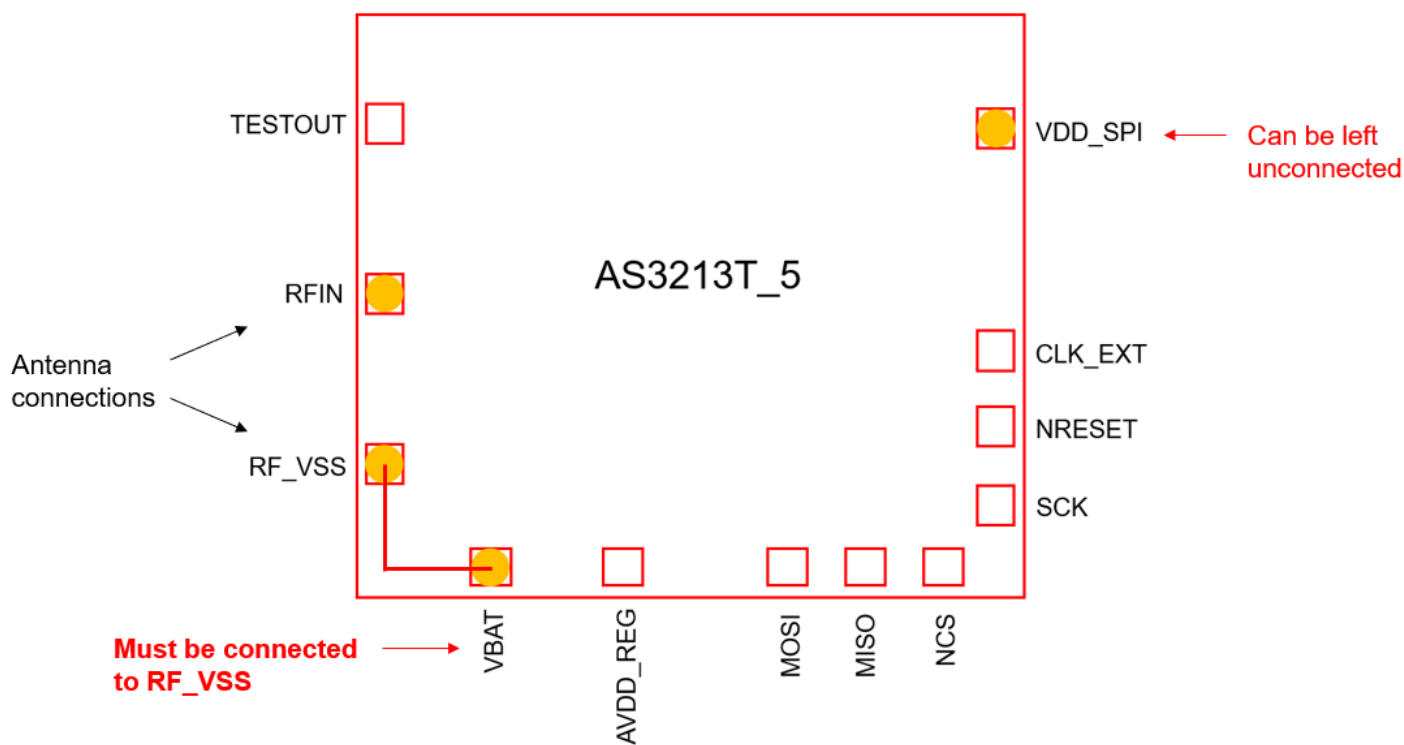 TESTOUT
VDD_SPI
Can be left
unconnected
AS3213T_5
RFIN
CLK_EXT
Antenna
connections
NRESET
RF_VSS
SCK
Must be connected
to RF_VSS
VBAT
AVDD_REG
MOSI
MISO
NCS